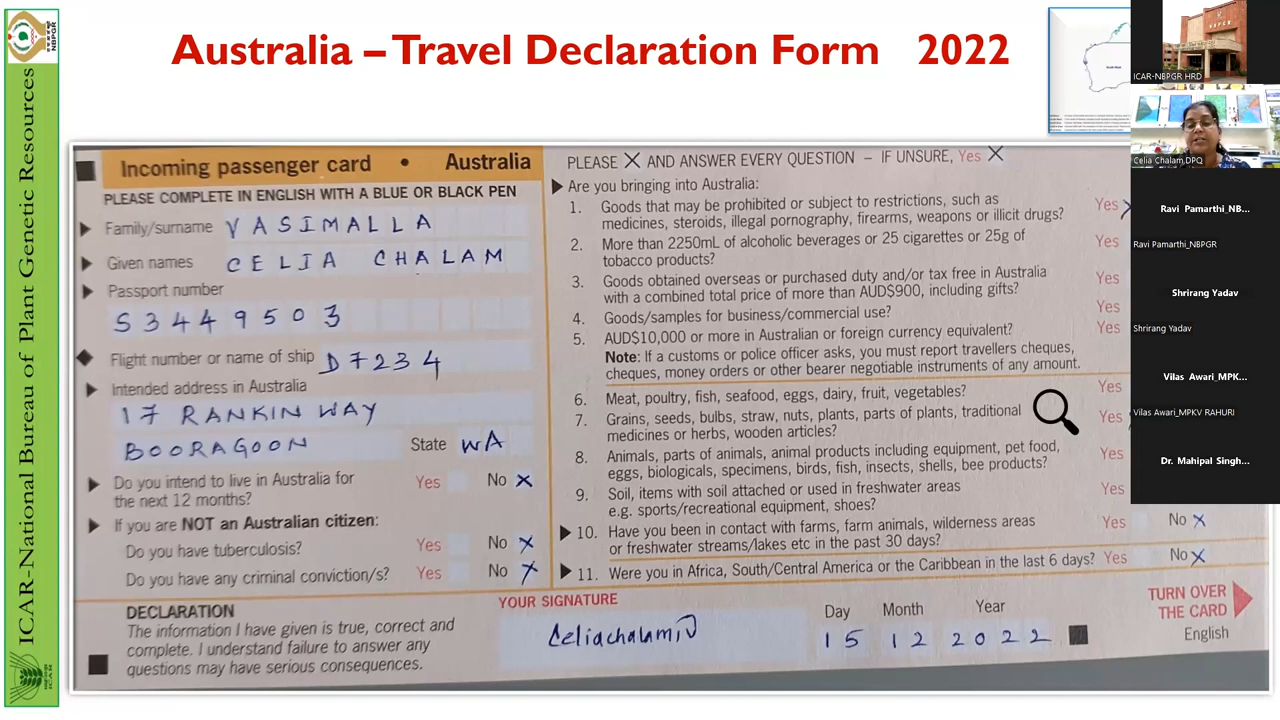 Australia – Travel Declaration Form 2022
ICAR-National Bureau of Plant Genetic Resources
ICAR-NBPGR HRD
Celia Chalam,DPQ
Ravi Pamarthi_NB...
Ravi Pamarthi_NBPGR
Shrirang Yadav
Shrirang Yadav
Vilas Awari_MPK...
Vilas Awari_MPKV RAHURI
Dr. Mahipal Singh...
Incoming passenger card • Australia
PLEASE COMPLETE IN ENGLISH WITH A BLUE OR BLACK PEN
Family/surname VASIMALLA
Given names CELIA CHALAM
Passport number
S3449503
Flight number or name of ship D7234
Intended address in Australia
17 RANKIN WAY
BOORAGOON State WA
Do you intend to live in Australia for Yes No X
the next 12 months?
If you are NOT an Australian citizen:
Do you have tuberculosis? Yes No X
Do you have any criminal conviction/s? Yes No X
PLEASE X AND ANSWER EVERY QUESTION – IF UNSURE, Yes X
Are you bringing into Australia:
1. Goods that may be prohibited or subject to restrictions, such as Yes
medicines, steroids, illegal pornography, firearms, weapons or illicit drugs?
2. More than 2250mL of alcoholic beverages or 25 cigarettes or 25g of Yes
tobacco products?
3. Goods obtained overseas or purchased duty and/or tax free in Australia Yes
with a combined total price of more than AUD$900, including gifts?
4. Goods/samples for business/commercial use? Yes
5. AUD$10,000 or more in Australian or foreign currency equivalent? Yes
Note: If a customs or police officer asks, you must report travellers cheques,
cheques, money orders or other bearer negotiable instruments of any amount.
6. Meat, poultry, fish, seafood, eggs, dairy, fruit, vegetables? Yes
7. Grains, seeds, bulbs, straw, nuts, plants, parts of plants, traditional Yes
medicines or herbs, wooden articles?
8. Animals, parts of animals, animal products including equipment, pet food, Yes
eggs, biologicals, specimens, birds, fish, insects, shells, bee products?
9. Soil, items with soil attached or used in freshwater areas Yes
e.g. sports/recreational equipment, shoes?
10. Have you been in contact with farms, farm animals, wilderness areas Yes No X
or freshwater streams/lakes etc in the past 30 days?
11. Were you in Africa, South/Central America or the Caribbean in the last 6 days? Yes No X
DECLARATION
The information I have given is true, correct and
complete. I understand failure to answer any
questions may have serious consequences.
YOUR SIGNATURE
Celiachalam
Day Month Year
15 12 2022
TURN OVER
THE CARD
English